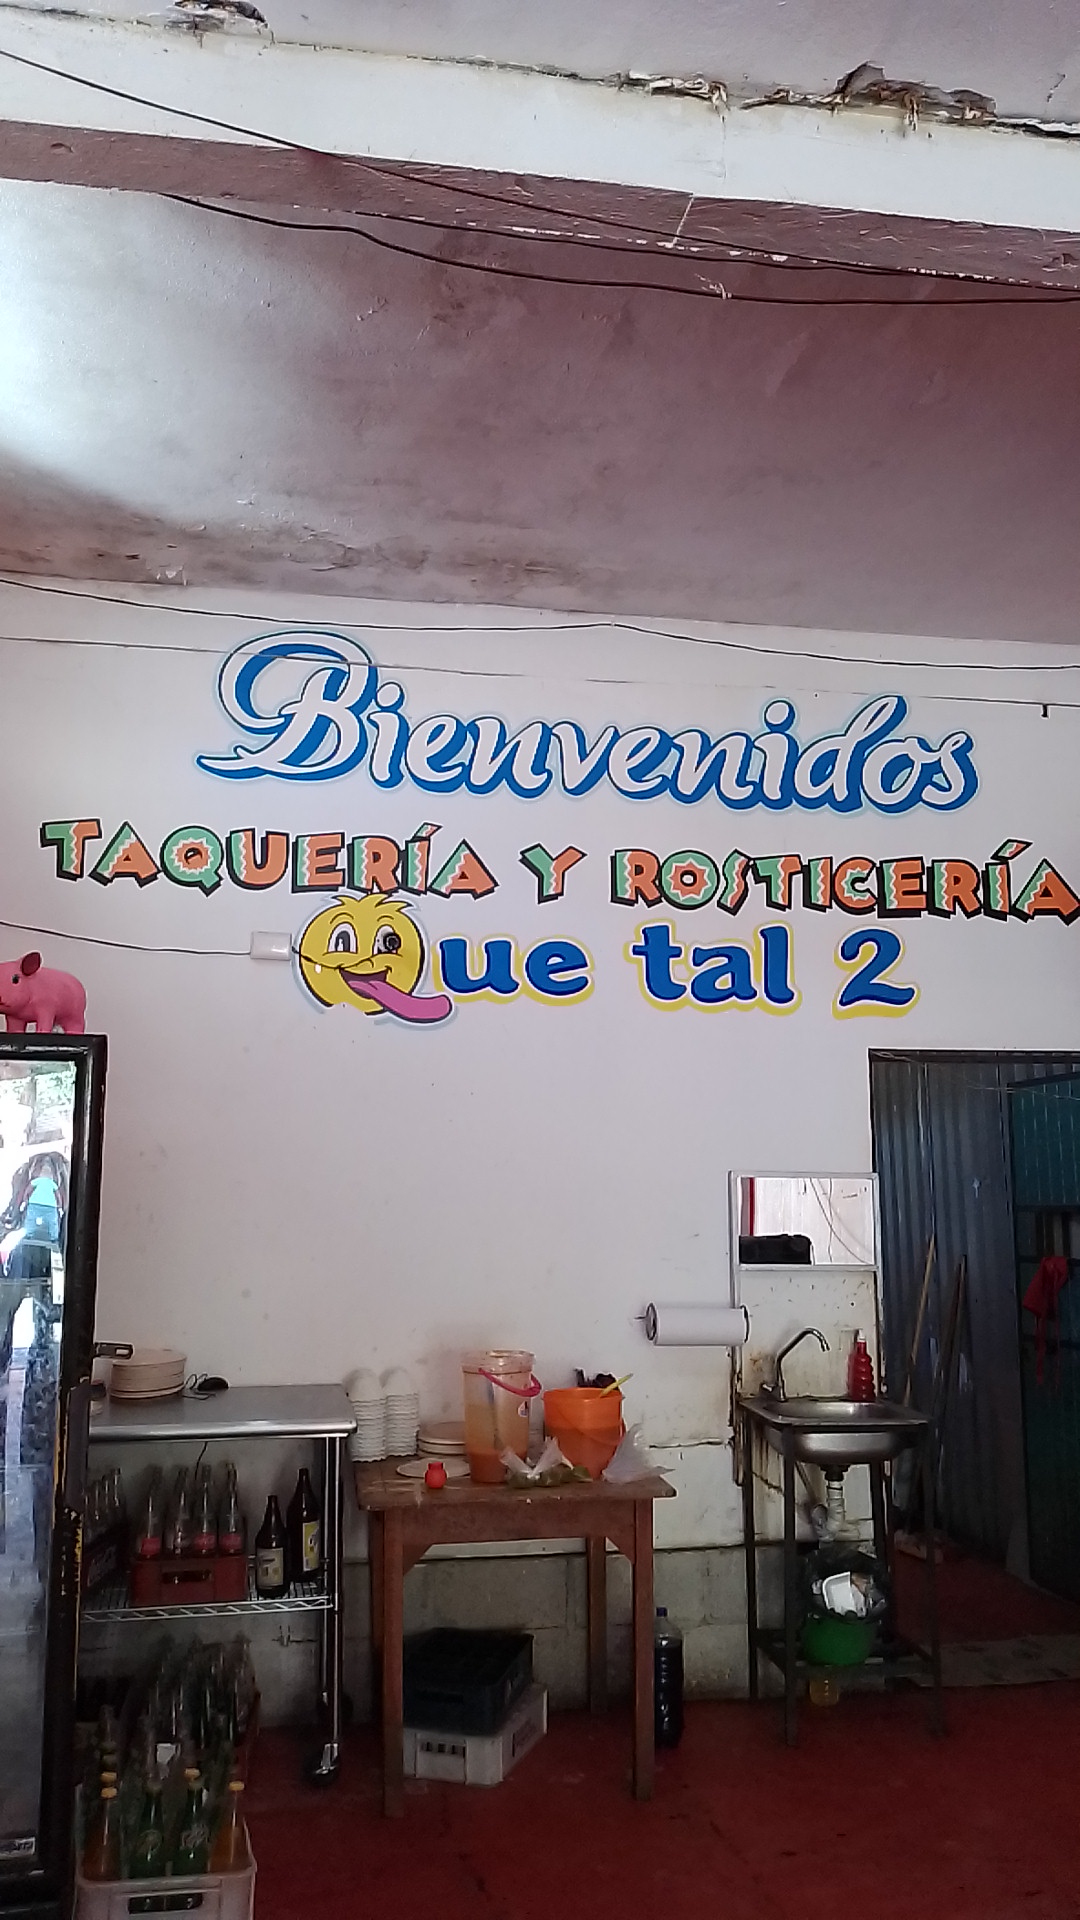 Bienvenidos
TAQUERÍA Y ROSTICERÍA
Que tal 2